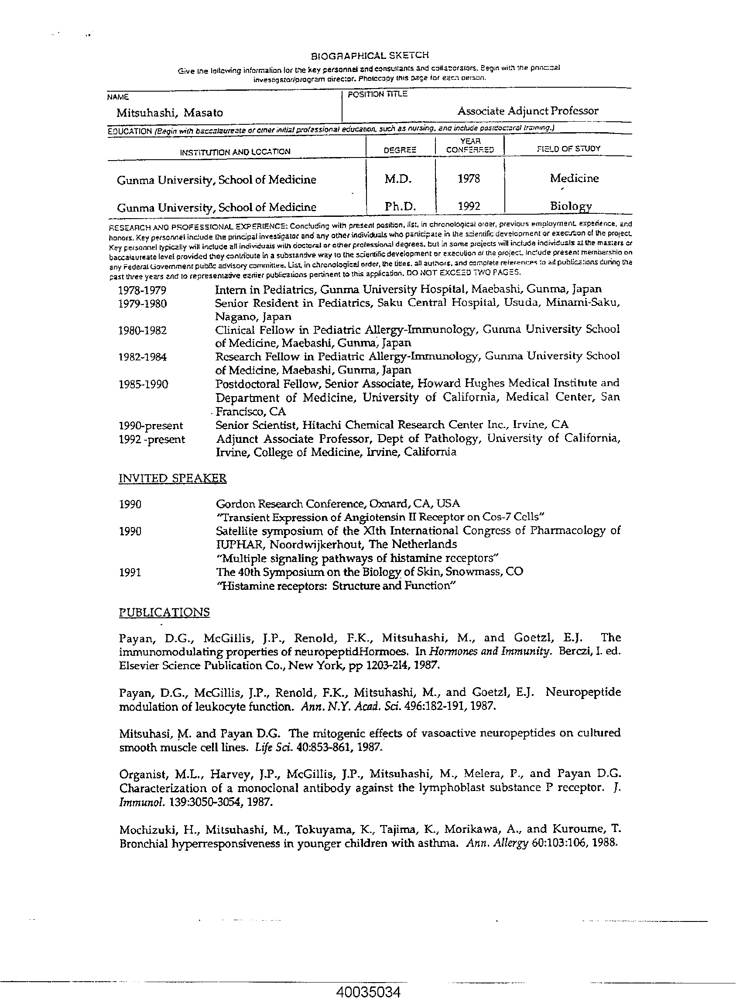 BIOGRAPHICAL SKETCH
Give the following information for the key personnel and consultants and collaborators. Begin with the principal
investigator/program director. Photocopy this page for each person.
NAME
POSITION TITLE
Mitsuhashi, Masato
Associate Adjunct Professor
EDUCATION (Begin with baccalaureate or other initial professional education, such as nursing, and include postdoctoral training.)
INSTITUTION AND LOCATION DEGREE YEAR CONFERRED FIELD OF STUDY
Gunma University, School of Medicine M.D. 1978 Medicine
Gunma University, School of Medicine Ph.D. 1992 Biology
RESEARCH AND PROFESSIONAL EXPERIENCE: Concluding with present position, list, in chronological order, previous employment, experience, and
honors. Key personnel include the principal investigator and any other individuals who participate in the scientific development or execution of the project.
Key personnel typically will include all individuals with doctoral or other professional degrees, but in some projects will include individuals at the masters or
baccalaureate level provided they contribute in a substantive way to the scientific development or execution of the project. Include present membership on
any Federal Government public advisory committee. List, in chronological order, the titles, all authors, and complete references to all publications during the
past three years and to representative earlier publications pertinent to this application. DO NOT EXCEED TWO PAGES.
1978-1979 Intern in Pediatrics, Gunma University Hospital, Maebashi, Gunma, Japan
1979-1980 Senior Resident in Pediatrics, Saku Central Hospital, Usuda, Minami-Saku,
Nagano, Japan
1980-1982 Clinical Fellow in Pediatric Allergy-Immunology, Gunma University School
of Medicine, Maebashi, Gunma, Japan
1982-1984 Research Fellow in Pediatric Allergy-Immunology, Gunma University School
of Medicine, Maebashi, Gunma, Japan
1985-1990 Postdoctoral Fellow, Senior Associate, Howard Hughes Medical Institute and
Department of Medicine, University of California, Medical Center, San
Francisco, CA
1990-present Senior Scientist, Hitachi Chemical Research Center Inc., Irvine, CA
1992 -present Adjunct Associate Professor, Dept of Pathology, University of California,
Irvine, College of Medicine, Irvine, California
INVITED SPEAKER
1990 Gordon Research Conference, Oxnard, CA, USA
"Transient Expression of Angiotensin II Receptor on Cos-7 Cells"
1990 Satellite symposium of the XIth International Congress of Pharmacology of
IUPHAR, Noordwijkerhout, The Netherlands
"Multiple signaling pathways of histamine receptors"
1991 The 40th Symposium on the Biology of Skin, Snowmass, CO
"Histamine receptors: Structure and Function"
PUBLICATIONS
Payan, D.G., McGillis, J.P., Renold, F.K., Mitsuhashi, M., and Goetzl, E.J. The
immunomodulating properties of neuropeptidHormoes. In Hormones and Immunity. Berczi, I. ed.
Elsevier Science Publication Co., New York, pp 1203-214, 1987.
Payan, D.G., McGillis, J.P., Renold, F.K., Mitsuhashi, M., and Goetzl, E.J. Neuropeptide
modulation of leukocyte function. Ann. N.Y. Acad. Sci. 496:182-191, 1987.
Mitsuhasi, M. and Payan D.G. The mitogenic effects of vasoactive neuropeptides on cultured
smooth muscle cell lines. Life Sci. 40:853-861, 1987.
Organist, M.L., Harvey, J.P., McGillis, J.P., Mitsuhashi, M., Melera, P., and Payan D.G.
Characterization of a monoclonal antibody against the lymphoblast substance P receptor. J.
Immunol. 139:3050-3054, 1987.
Mochizuki, H., Mitsuhashi, M., Tokuyama, K., Tajima, K., Morikawa, A., and Kuroume, T.
Bronchial hyperresponsiveness in younger children with asthma. Ann. Allergy 60:103:106, 1988.
40035034